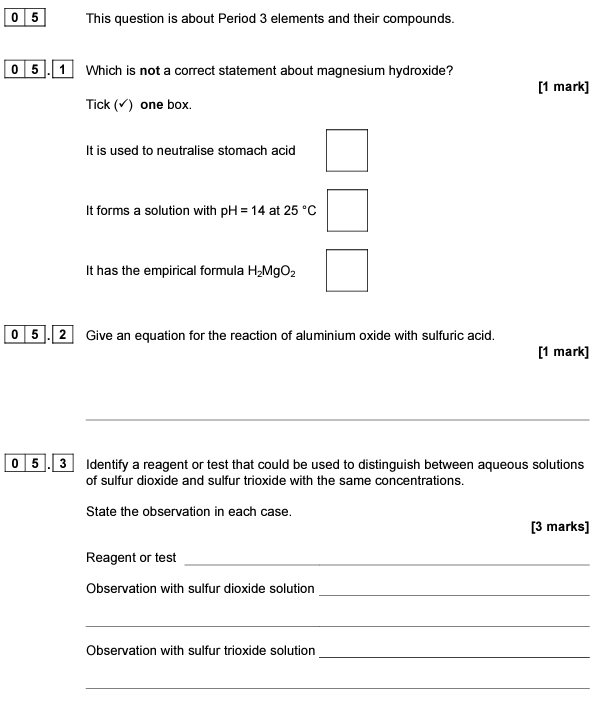 0 5 This question is about Period 3 elements and their compounds.
0 5 . 1 Which is not a correct statement about magnesium hydroxide?
[1 mark]
Tick (✓) one box.
It is used to neutralise stomach acid
It forms a solution with pH = 14 at 25 °C
It has the empirical formula H₂MgO₂
0 5 . 2 Give an equation for the reaction of aluminium oxide with sulfuric acid.
[1 mark]
0 5 . 3 Identify a reagent or test that could be used to distinguish between aqueous solutions
of sulfur dioxide and sulfur trioxide with the same concentrations.
State the observation in each case.
[3 marks]
Reagent or test
Observation with sulfur dioxide solution
Observation with sulfur trioxide solution